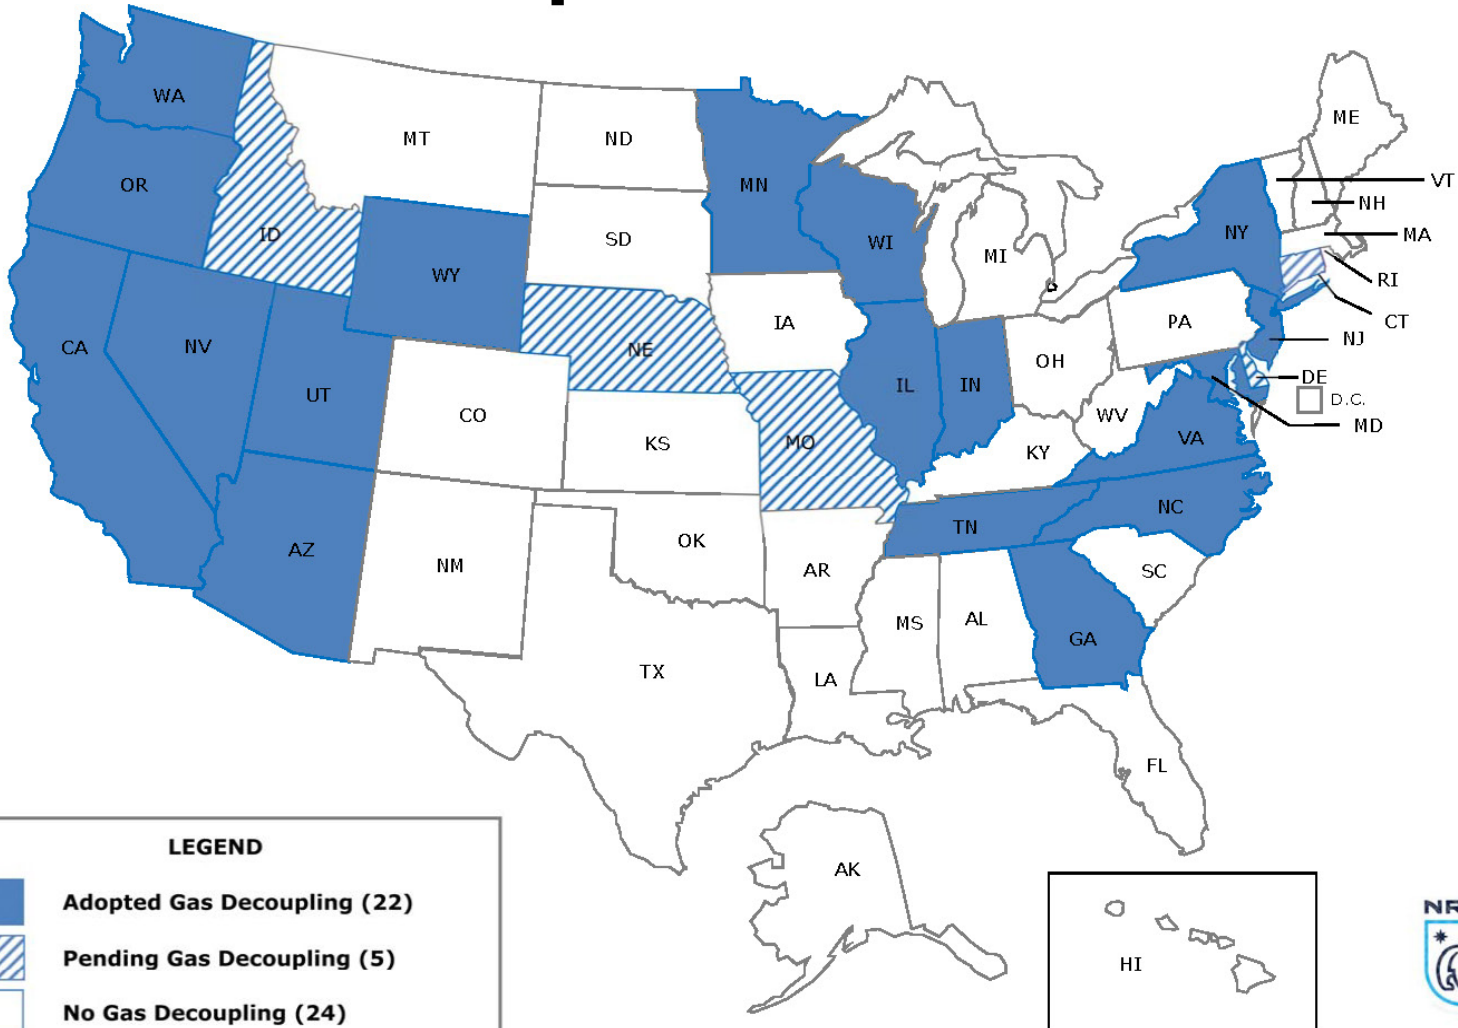 WA
MT
ND
ME
OR
MN
VT
NH
ID
SD
WI
NY
MA
MI
WY
RI
IA
PA
CT
CA
NV
NE
NJ
OH
UT
IL
IN
DE
D.C.
CO
WV
MD
KS
MO
KY
VA
NC
TN
AZ
OK
NM
AR
SC
MS
AL
GA
TX
LA
FL
LEGEND
AK
Adopted Gas Decoupling (22)
NR
Pending Gas Decoupling (5)
HI
No Gas Decoupling (24)